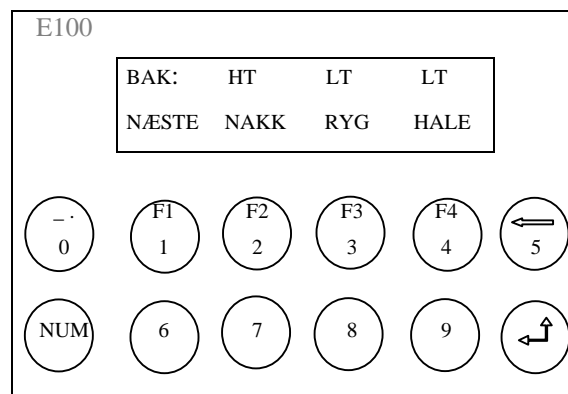 E100
BAK: HT LT LT
NÆSTE NAKK RYG HALE
_ . F1 F2 F3 F4
0 1 2 3 4 5
NUM 6 7 8 9